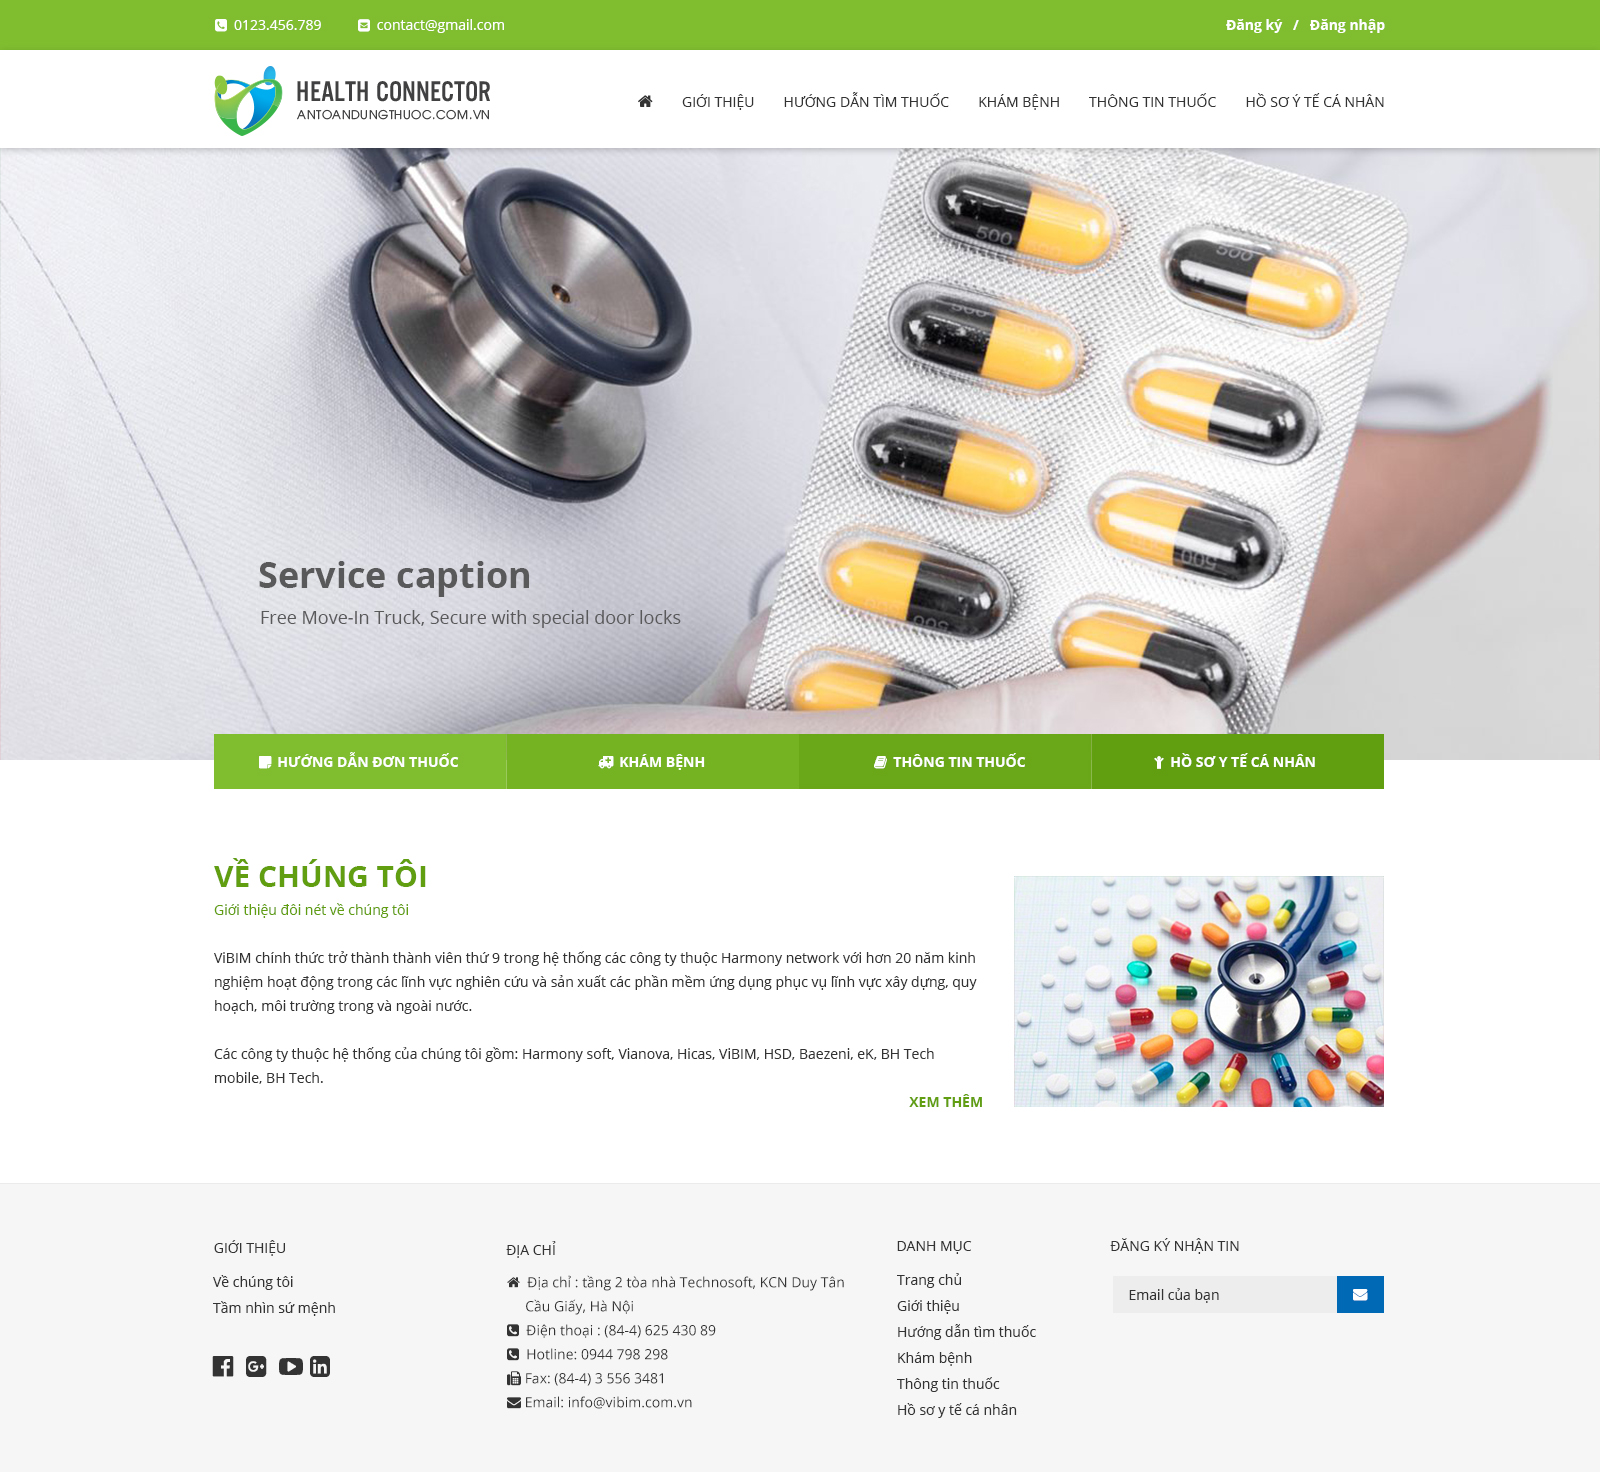 0123.456.789
contact@gmail.com
Đăng ký / Đăng nhập
HEALTH CONNECTOR
ANTOANDUNGTHUOC.COM.VN
GIỚI THIỆU
HƯỚNG DẪN TÌM THUỐC
KHÁM BỆNH
THÔNG TIN THUỐC
HỒ SƠ Ý TẾ CÁ NHÂN
500
500
500
500
Service caption
Free Move-In Truck, Secure with special door locks
HƯỚNG DẪN ĐƠN THUỐC
KHÁM BỆNH
THÔNG TIN THUỐC
HỒ SƠ Y TẾ CÁ NHÂN
VỀ CHÚNG TÔI
Giới thiệu đôi nét về chúng tôi
ViBIM chính thức trở thành thành viên thứ 9 trong hệ thống các công ty thuộc Harmony network với hơn 20 năm kinh
nghiệm hoạt động trong các lĩnh vực nghiên cứu và sản xuất các phần mềm ứng dụng phục vụ lĩnh vực xây dựng, quy
hoạch, môi trường trong và ngoài nước.
Các công ty thuộc hệ thống của chúng tôi gồm: Harmony soft, Vianova, Hicas, ViBIM, HSD, Baezeni, eK, BH Tech
mobile, BH Tech.
XEM THÊM
GIỚI THIỆU
Về chúng tôi
Tầm nhìn sứ mệnh
ĐỊA CHỈ
Địa chỉ : tầng 2 tòa nhà Technosoft, KCN Duy Tân
Cầu Giấy, Hà Nội
Điện thoại : (84-4) 625 430 89
Hotline: 0944 798 298
Fax: (84-4) 3 556 3481
Email: info@vibim.com.vn
DANH MỤC
Trang chủ
Giới thiệu
Hướng dẫn tìm thuốc
Khám bệnh
Thông tin thuốc
Hồ sơ y tế cá nhân
ĐĂNG KÝ NHẬN TIN
Email của bạn